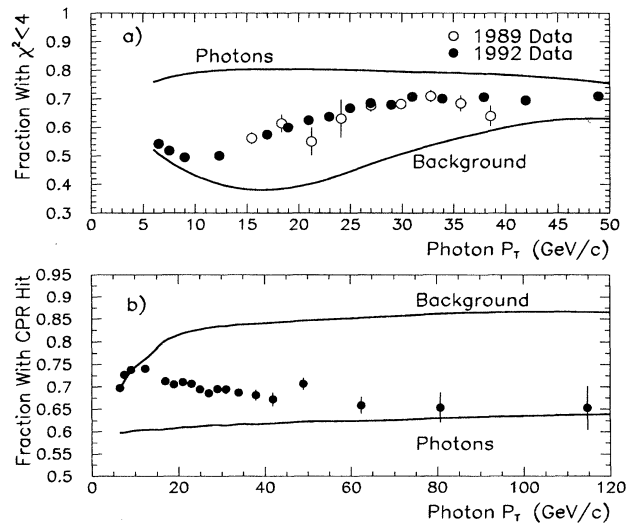 Fraction With χ²<4
1
0.9
0.8
0.7
0.6
0.5
0.4
0.3
a)
Photons
○ 1989 Data
● 1992 Data
Background
0 5 10 15 20 25 30 35 40 45 50
Photon P_T (GeV/c)
Fraction With CPR Hit
0.95
0.9
0.85
0.8
0.75
0.7
0.65
0.6
0.55
0.5
b)
Background
Photons
0 20 40 60 80 100 120
Photon P_T (GeV/c)